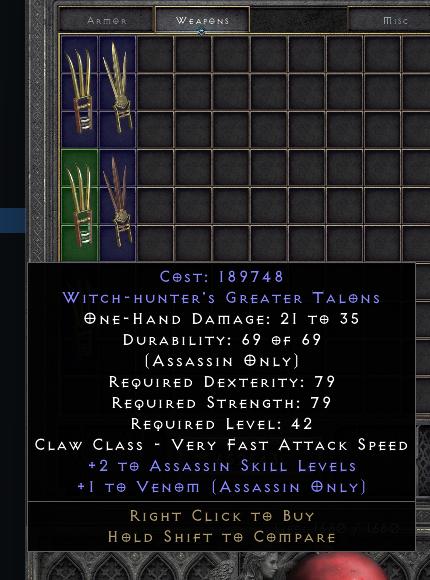 Armor
Weapons
Misc
Cost: 189748
Witch-hunter's Greater Talons
One-Hand Damage: 21 to 35
Durability: 69 of 69
(Assassin Only)
Required Dexterity: 79
Required Strength: 79
Required Level: 42
Claw Class - Very Fast Attack Speed
+2 to Assassin Skill Levels
+1 to Venom (Assassin Only)
Right Click to Buy
Hold Shift to Compare